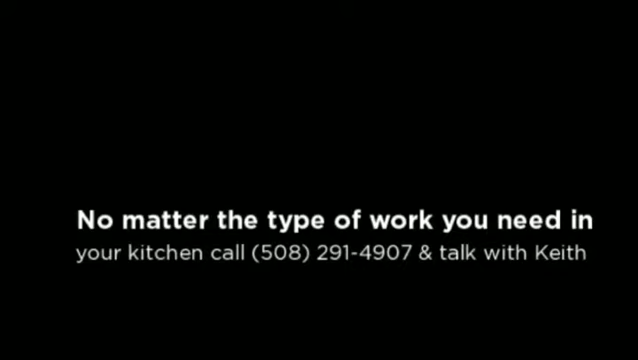 No matter the type of work you need in
your kitchen call (508) 291-4907 & talk with Keith